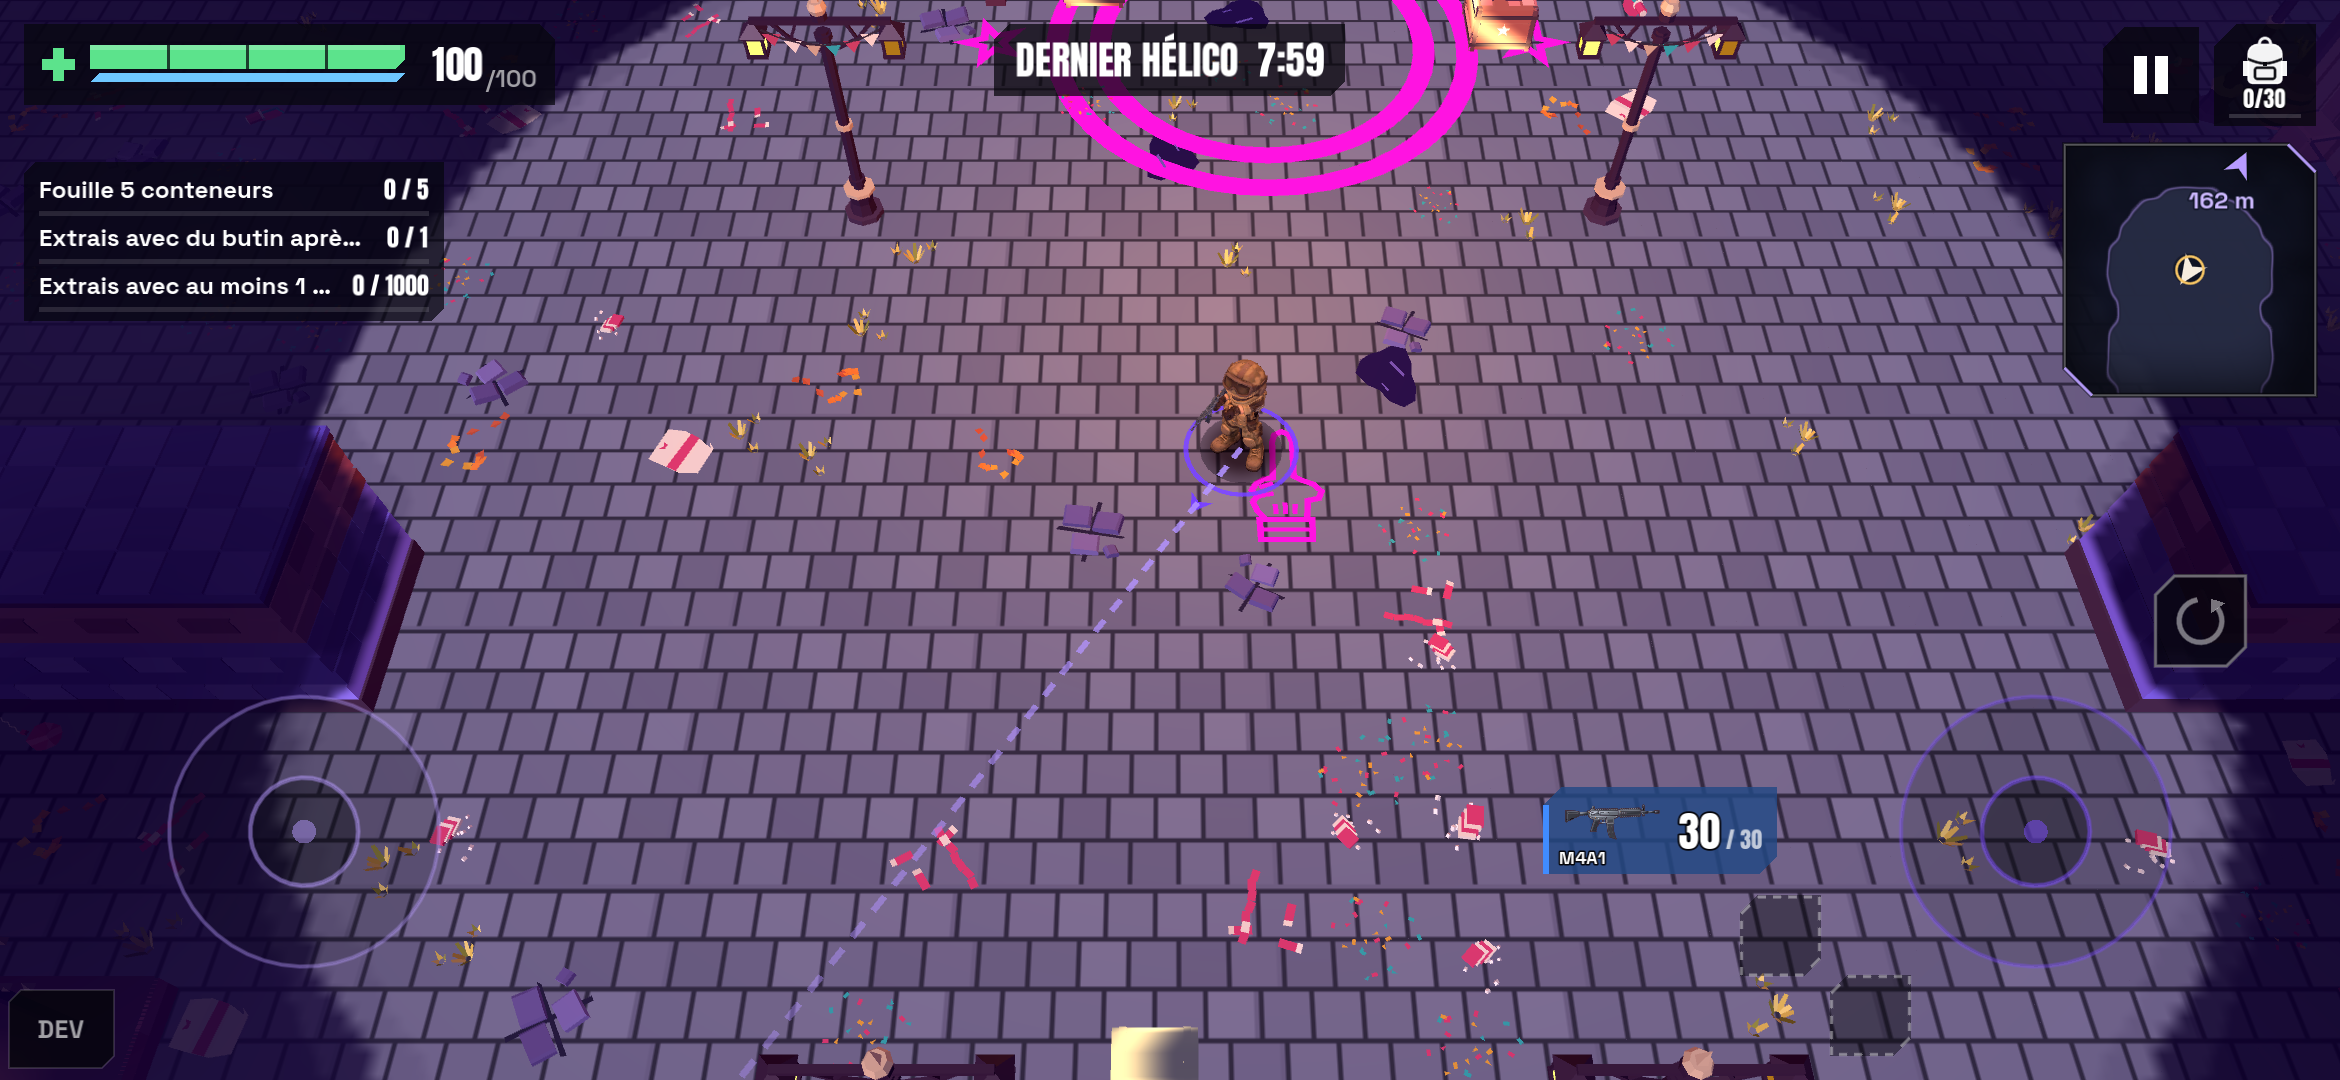 100/100
DERNIER HÉLICO 7:59
0/30
Fouille 5 conteneurs 0/5
Extrais avec du butin aprè... 0/1
Extrais avec au moins 1 ... 0/1000
162 m
30/30
M4A1
DEV